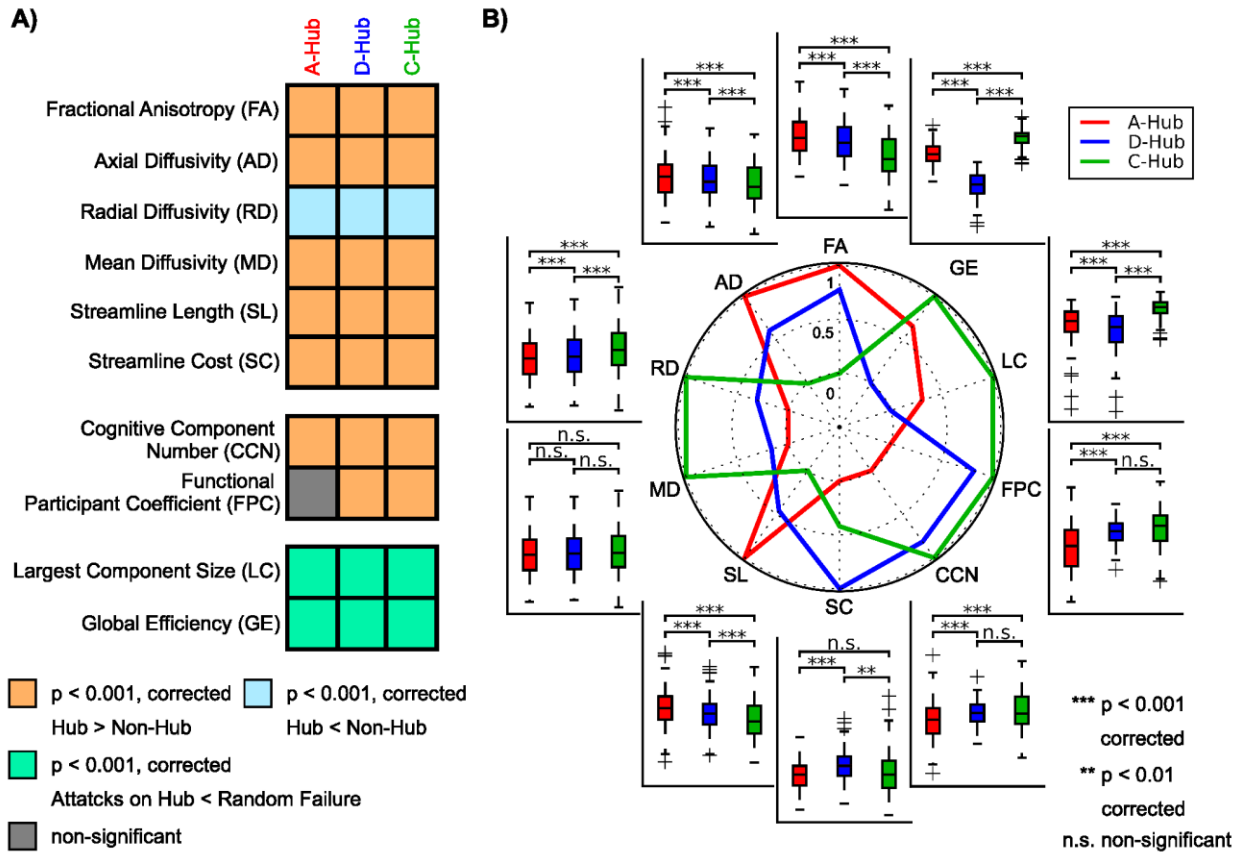 A)
A-Hub
D-Hub
C-Hub
Fractional Anisotropy (FA)
Axial Diffusivity (AD)
Radial Diffusivity (RD)
Mean Diffusivity (MD)
Streamline Length (SL)
Streamline Cost (SC)
Cognitive Component
Number (CCN)
Functional
Participant Coefficient (FPC)
Largest Component Size (LC)
Global Efficiency (GE)
p < 0.001, corrected
Hub > Non-Hub
p < 0.001, corrected
Hub < Non-Hub
p < 0.001, corrected
Attatcks on Hub < Random Failure
non-significant
B)
***
*** ***
***
*** ***
***
*** ***
A-Hub
D-Hub
C-Hub
***
*** ***
***
*** ***
n.s.
n.s. n.s.
***
*** n.s.
***
*** ***
n.s.
*** **
***
*** n.s.
FA
GE
LC
FPC
CCN
SC
SL
MD
RD
AD
1
0.5
0
*** p < 0.001
corrected
** p < 0.01
corrected
n.s. non-significant